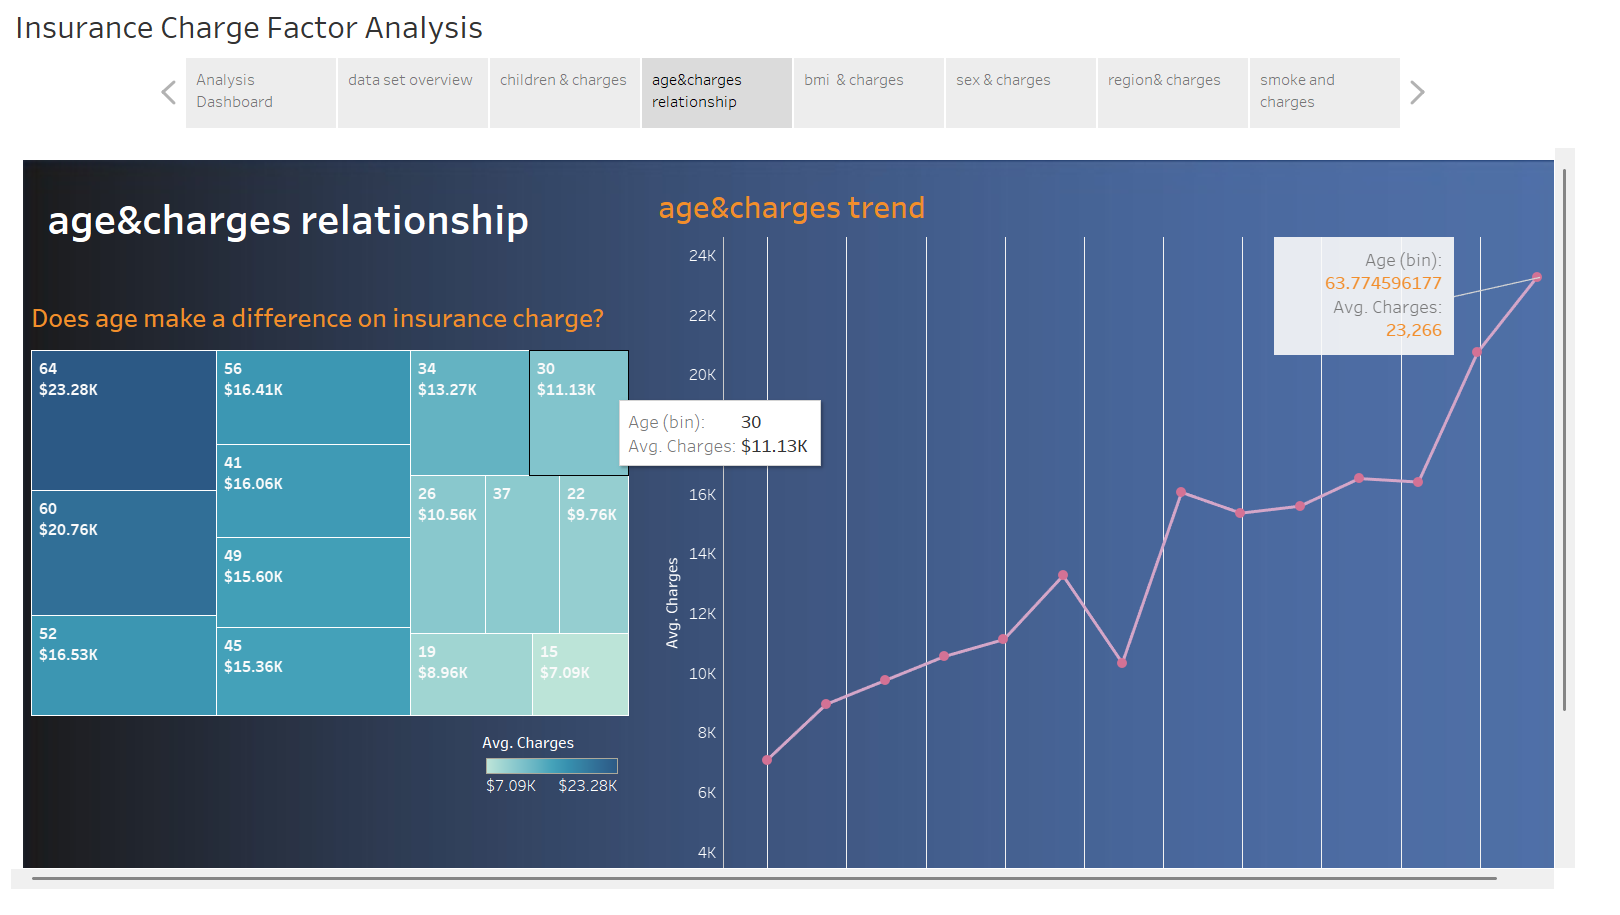 Insurance Charge Factor Analysis
Analysis
Dashboard
data set overview
children & charges
age&charges
relationship
bmi & charges
sex & charges
region& charges
smoke and
charges
age&charges relationship
Does age make a difference on insurance charge?
64
$23.28K
60
$20.76K
52
$16.53K
56
$16.41K
41
$16.06K
49
$15.60K
45
$15.36K
34
$13.27K
30
$11.13K
26
$10.56K
37
22
$9.76K
19
$8.96K
15
$7.09K
Age (bin): 30
Avg. Charges: $11.13K
Avg. Charges
$7.09K $23.28K
age&charges trend
24K
22K
20K
16K
14K
12K
10K
8K
6K
4K
Avg. Charges
Age (bin):
63.774596177
Avg. Charges:
23,266